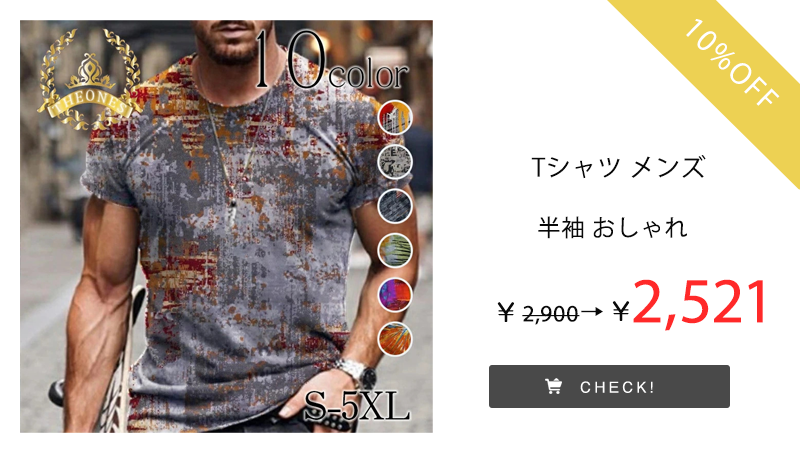 THEONES
10color
S-5XL
10%OFF
Tシャツ メンズ
半袖 おしゃれ
¥ 2,900→ ¥2,521
CHECK!